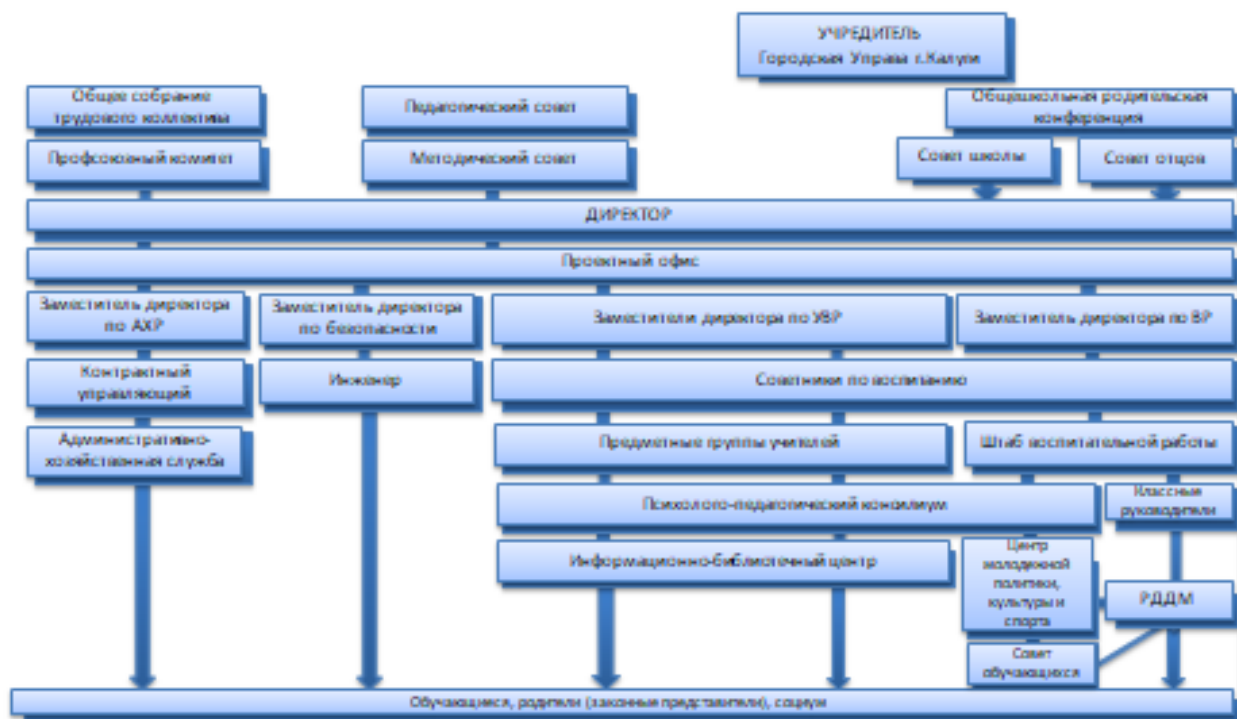 УЧРЕДИТЕЛЬ
Городская Управа г.Калуги
Общее собрание
трудового коллектива
Педагогический совет
Общешкольная родительская
конференция
Профсоюзный комитет
Методический совет
Совет школы
Совет отцов
ДИРЕКТОР
Проектный офис
Заместитель директора
по АХР
Заместитель директора
по безопасности
Заместители директора по УВР
Заместитель директора по ВР
Контрактный
управляющий
Инженер
Советники по воспитанию
Административно-
хозяйственная служба
Предметные группы учителей
Штаб воспитательной работы
Психолого-педагогический консилиум
Классные
руководители
Информационно-библиотечный центр
Центр
молодежной
политики,
культуры и
спорта
РДДМ
Совет
обучающихся
Обучающиеся, родители (законные представители), социум